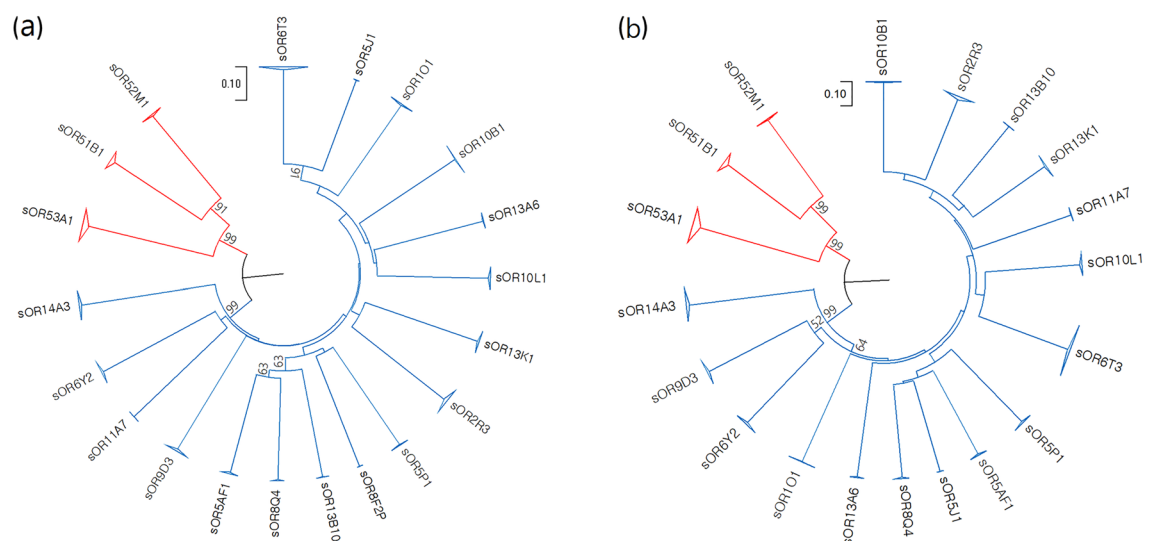 (a)
sOR6T3
sOR5J1
sOR1O1
sOR10B1
sOR13A6
sOR10L1
sOR13K1
sOR2R3
sOR5P1
sOR8F2P
sOR13B10
sOR8Q4
sOR5AF1
sOR9D3
sOR11A7
sOR6Y2
sOR14A3
sOR53A1
sOR51B1
sOR52M1
0.10
91
91
99
99
63
63
(b)
sOR10B1
sOR2R3
sOR13B10
sOR13K1
sOR11A7
sOR10L1
sOR6T3
sOR5P1
sOR5AF1
sOR5J1
sOR8Q4
sOR13A6
sOR1O1
sOR6Y2
sOR9D3
sOR14A3
sOR53A1
sOR51B1
sOR52M1
0.10
99
99
99
52
64